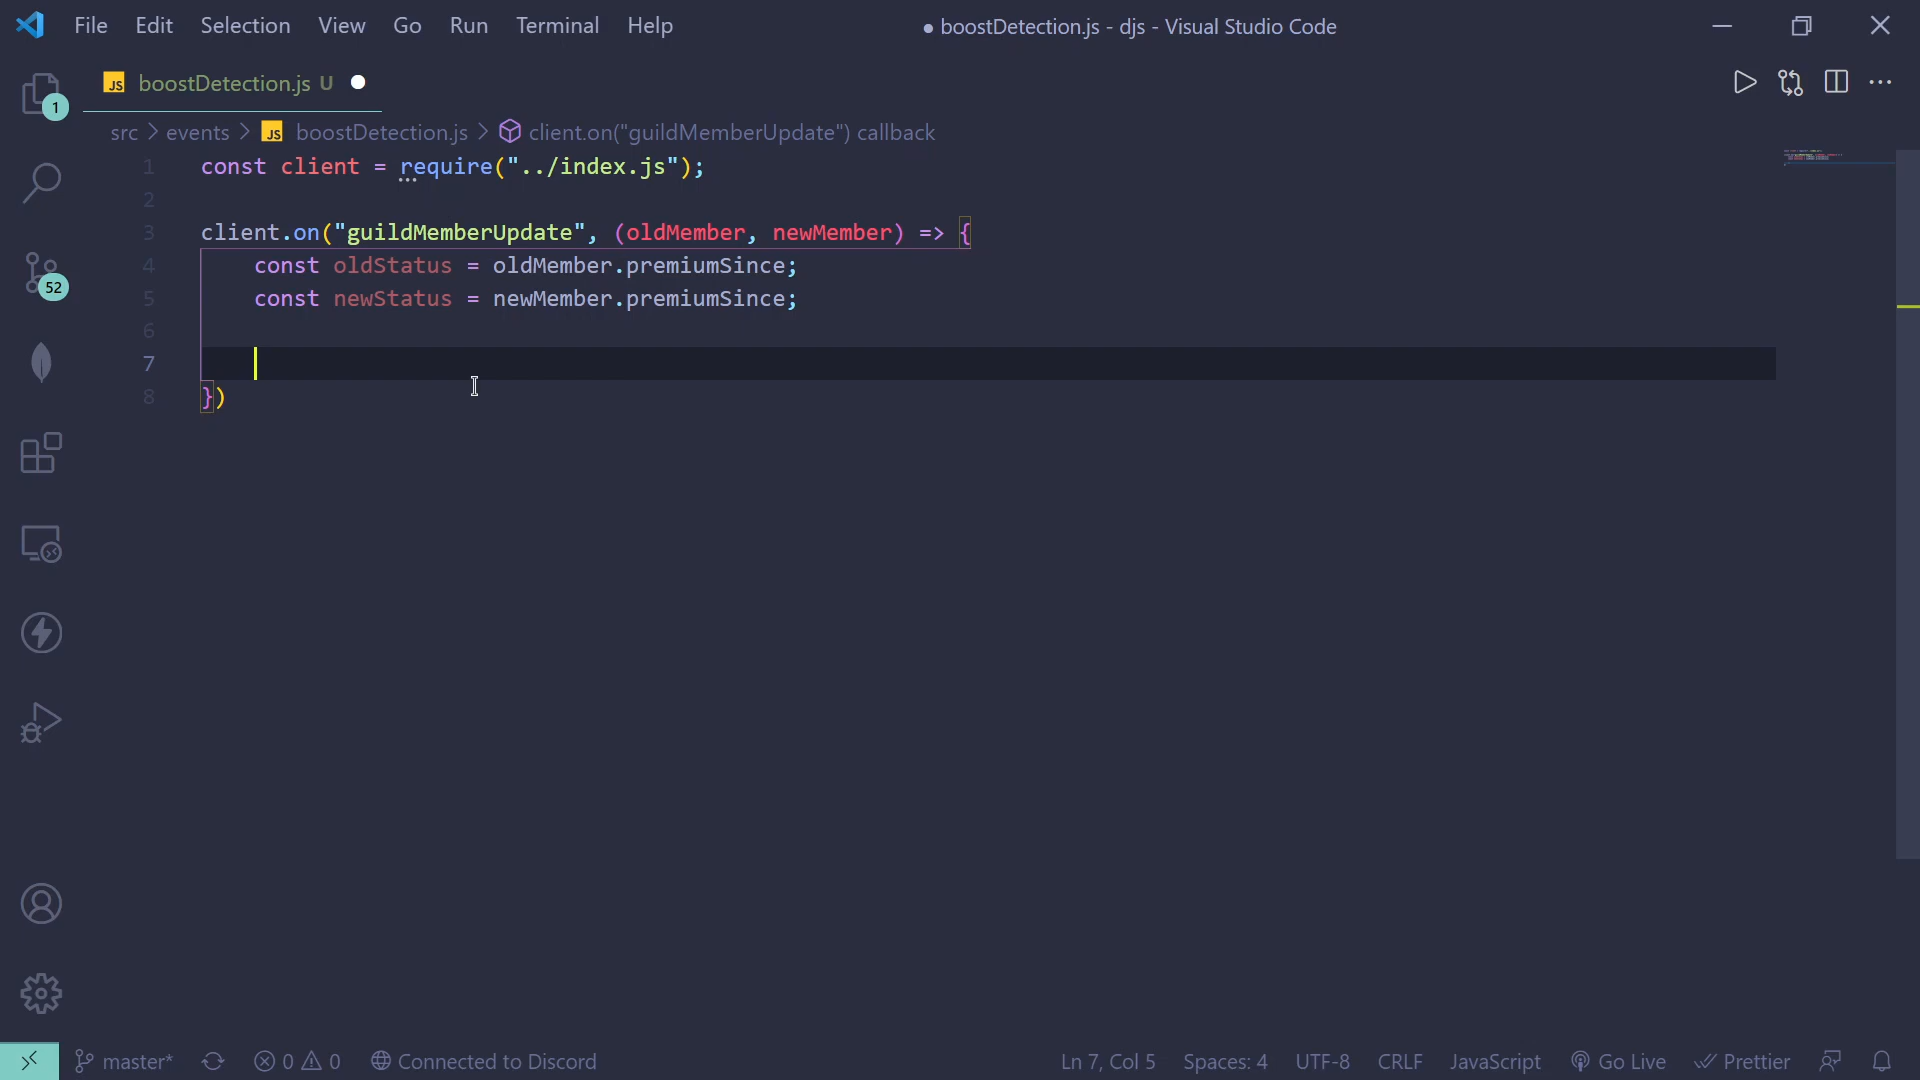 File Edit Selection View Go Run Terminal Help ● boostDetection.js - djs - Visual Studio Code
JS boostDetection.js U
1
src > events > JS boostDetection.js > client.on("guildMemberUpdate") callback
1 const client = require("../index.js");
2
3 client.on("guildMemberUpdate", (oldMember, newMember) => {
4 const oldStatus = oldMember.premiumSince;
5 const newStatus = newMember.premiumSince;
52
6
7
8 })
master* 0 0 Connected to Discord Ln 7, Col 5 Spaces: 4 UTF-8 CRLF JavaScript Go Live Prettier